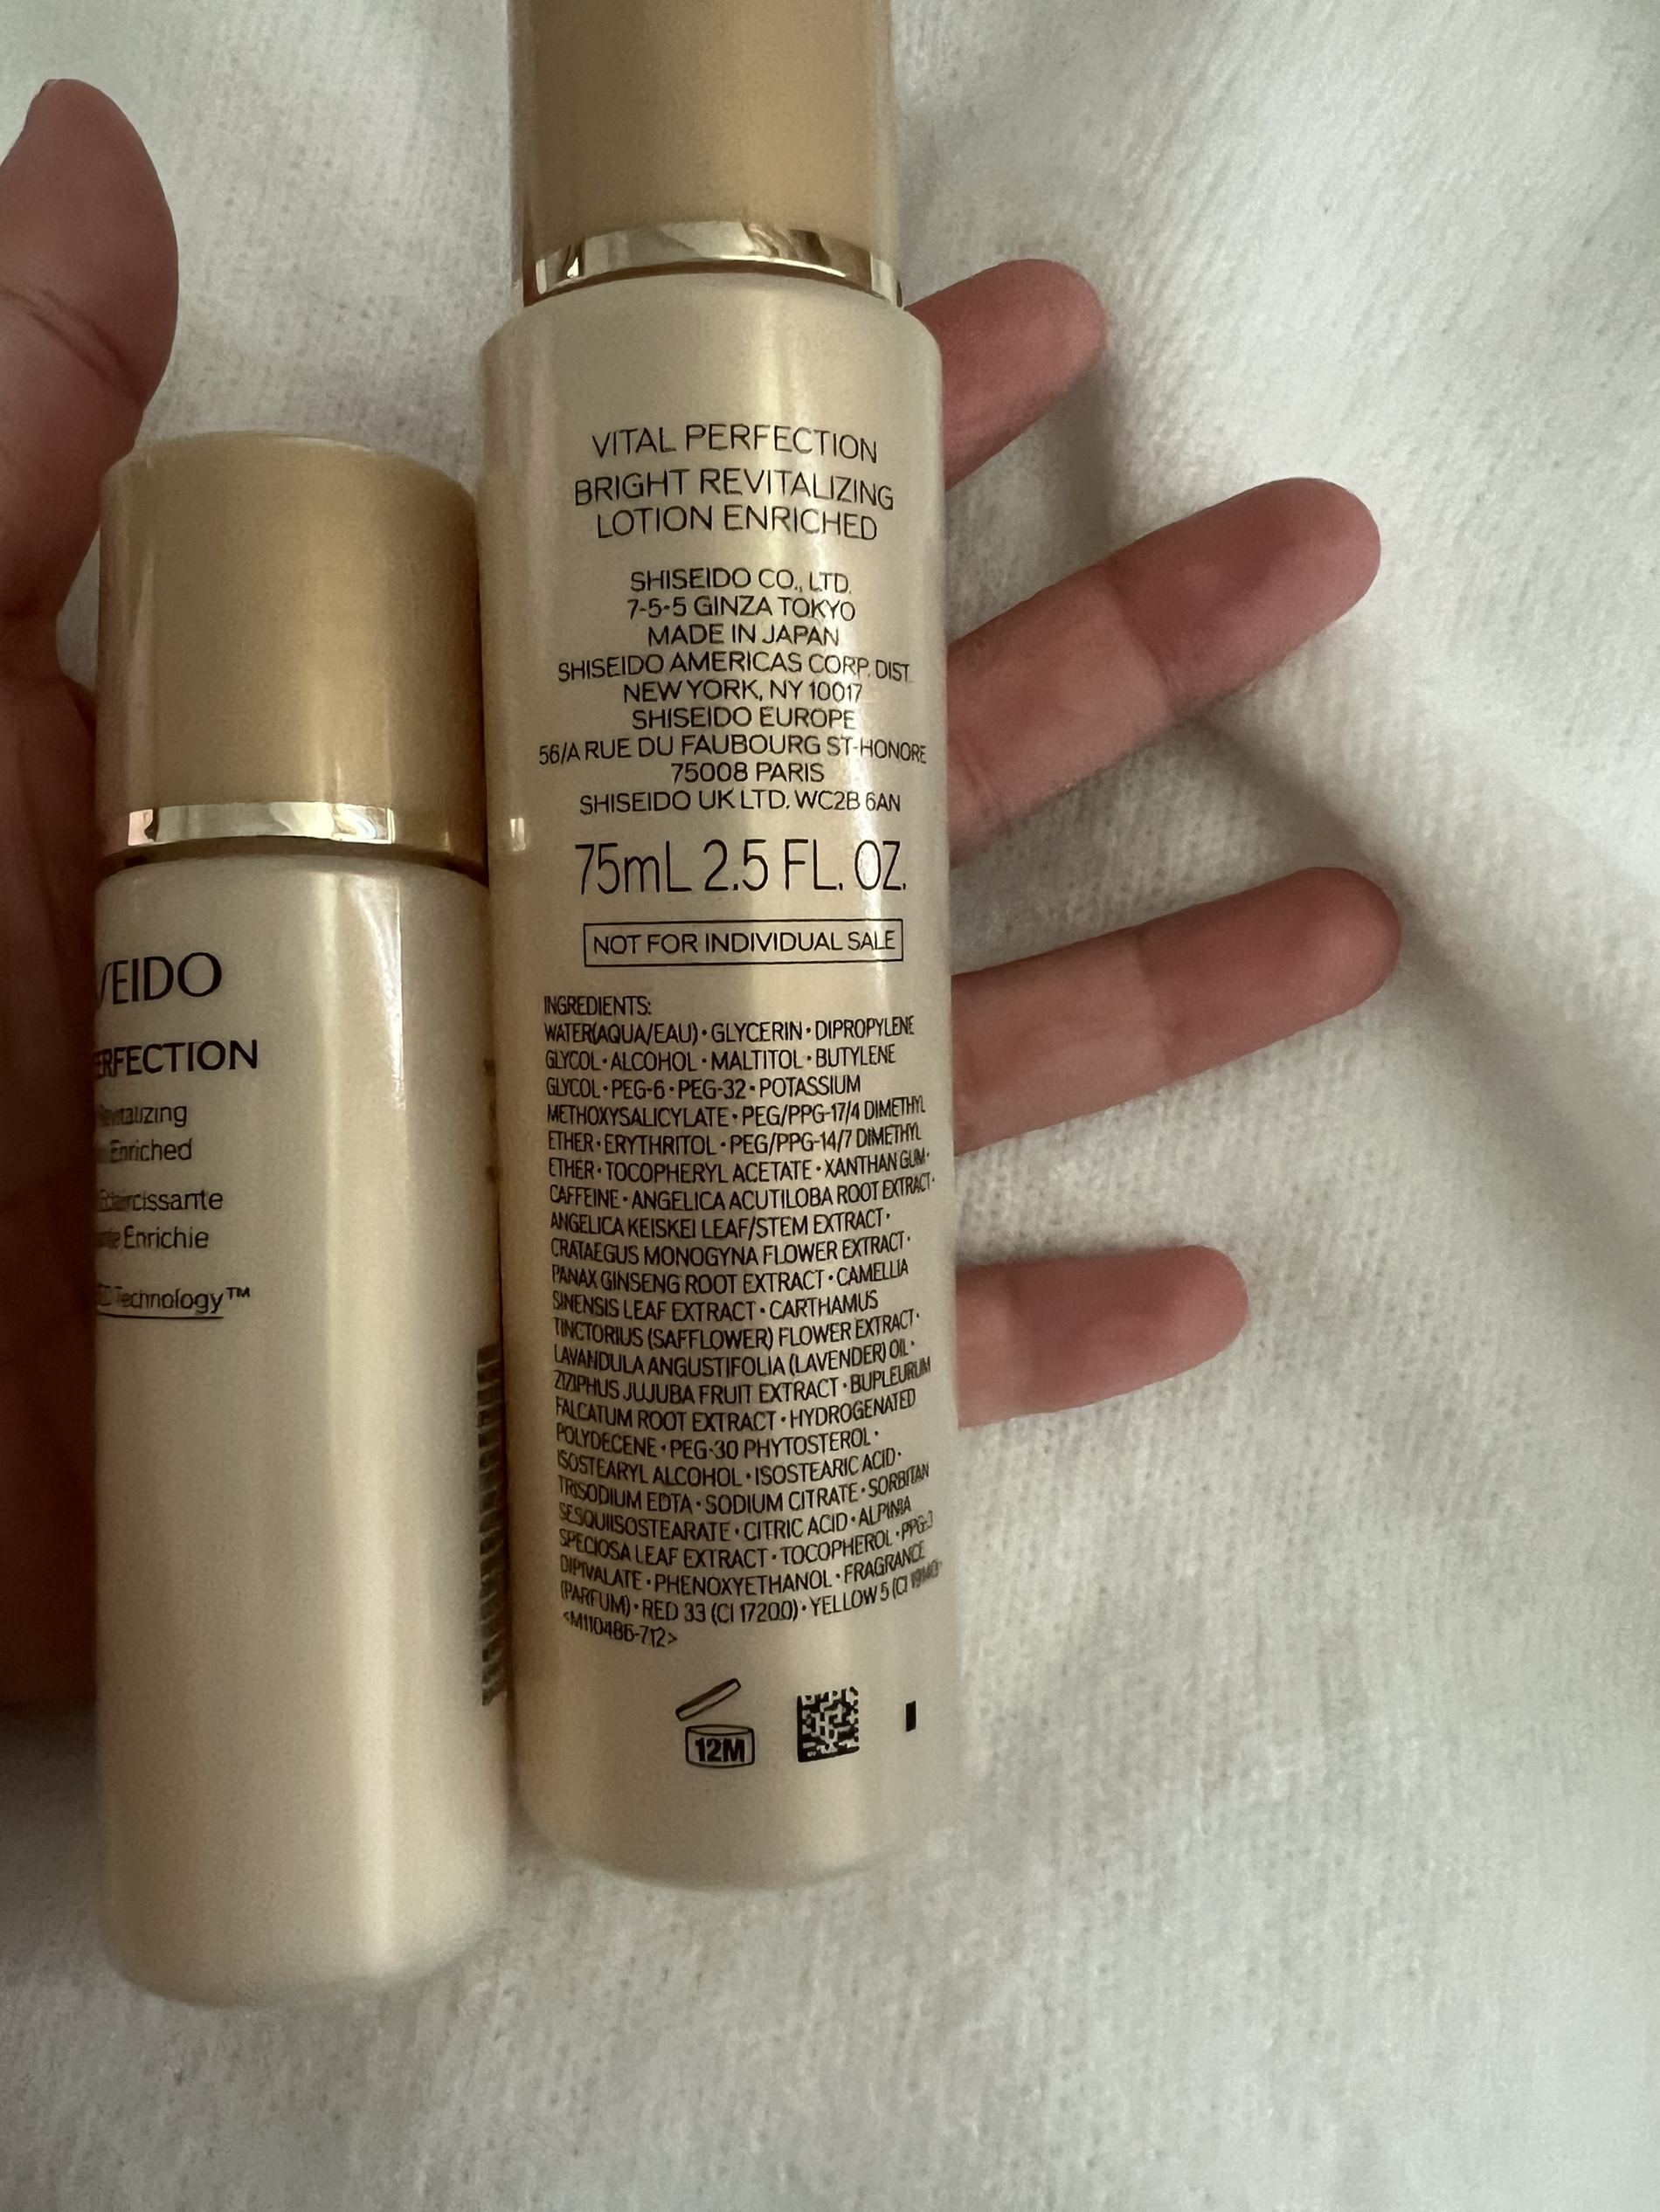 SEIDO
ERFECTION
Revitalizing
Enriched
Éclaircissante
Enrichie
Technology™
VITAL PERFECTION
BRIGHT REVITALIZING
LOTION ENRICHED
SHISEIDO CO., LTD.
7-5-5 GINZA TOKYO
MADE IN JAPAN
SHISEIDO AMERICAS CORP. DIST.
NEW YORK, NY 10017
SHISEIDO EUROPE
56/A RUE DU FAUBOURG ST-HONORE
75008 PARIS
SHISEIDO UK LTD. WC2B 6AN
75mL 2.5 FL. OZ.
NOT FOR INDIVIDUAL SALE
INGREDIENTS:
WATER(AQUA/EAU)・GLYCERIN・DIPROPYLENE
GLYCOL・ALCOHOL・MALTITOL・BUTYLENE
GLYCOL・PEG-6・PEG-32・POTASSIUM
METHOXYSALICYLATE・PEG/PPG-17/4 DIMETHYL
ETHER・ERYTHRITOL・PEG/PPG-14/7 DIMETHYL
ETHER・TOCOPHERYL ACETATE・XANTHAN GUM・
CAFFEINE・ANGELICA ACUTILOBA ROOT EXTRACT・
ANGELICA KEISKEI LEAF/STEM EXTRACT・
CRATAEGUS MONOGYNA FLOWER EXTRACT・
PANAX GINSENG ROOT EXTRACT・CAMELLIA
SINENSIS LEAF EXTRACT・CARTHAMUS
TINCTORIUS (SAFFLOWER) FLOWER EXTRACT・
LAVANDULA ANGUSTIFOLIA (LAVENDER) OIL・
ZIZIPHUS JUJUBA FRUIT EXTRACT・BUPLEURUM
FALCATUM ROOT EXTRACT・HYDROGENATED
POLYDECENE・PEG-30 PHYTOSTEROL・
ISOSTEARYL ALCOHOL・ISOSTEARIC ACID・
TRISODIUM EDTA・SODIUM CITRATE・SORBITAN
SESQUIISOSTEARATE・CITRIC ACID・ALPINIA
SPECIOSA LEAF EXTRACT・TOCOPHEROL・PPG-3
DIPIVALATE・PHENOXYETHANOL・FRAGRANCE
(PARFUM)・RED 33 (CI 17200)・YELLOW 5 (CI 19140)
<M110486-712>
12M